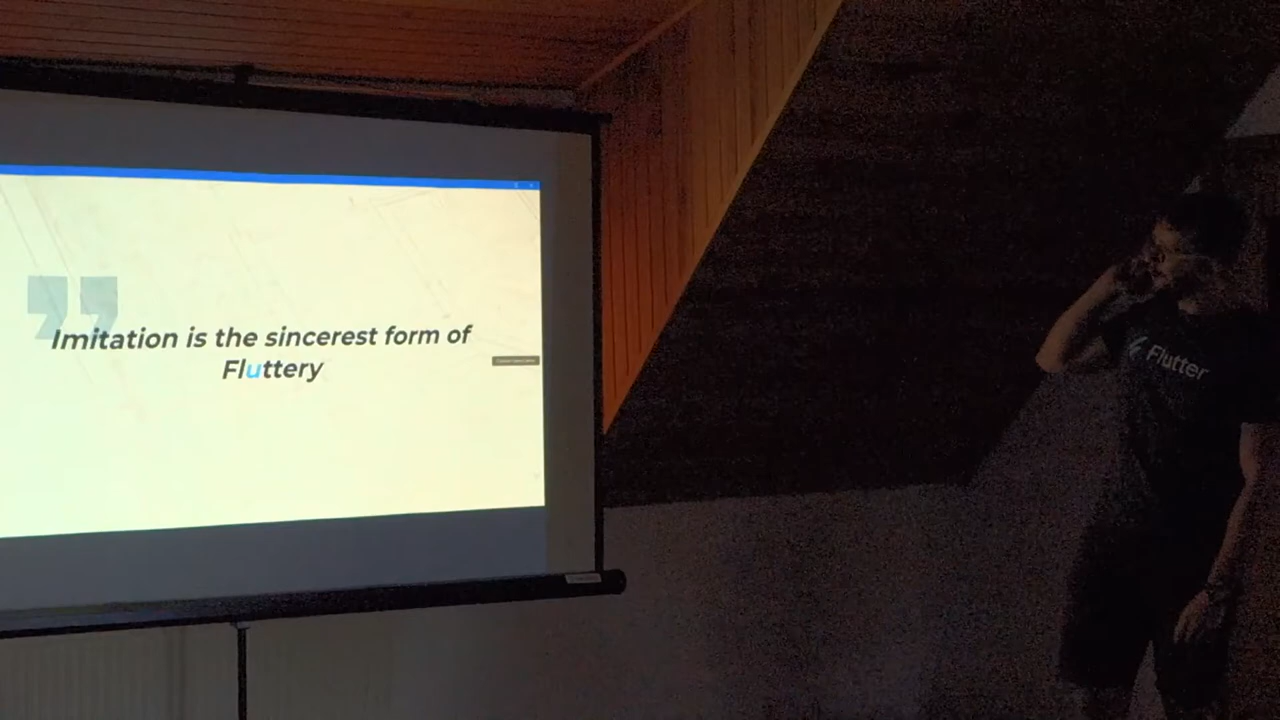 Imitation is the sincerest form of
Fluttery
Flutter